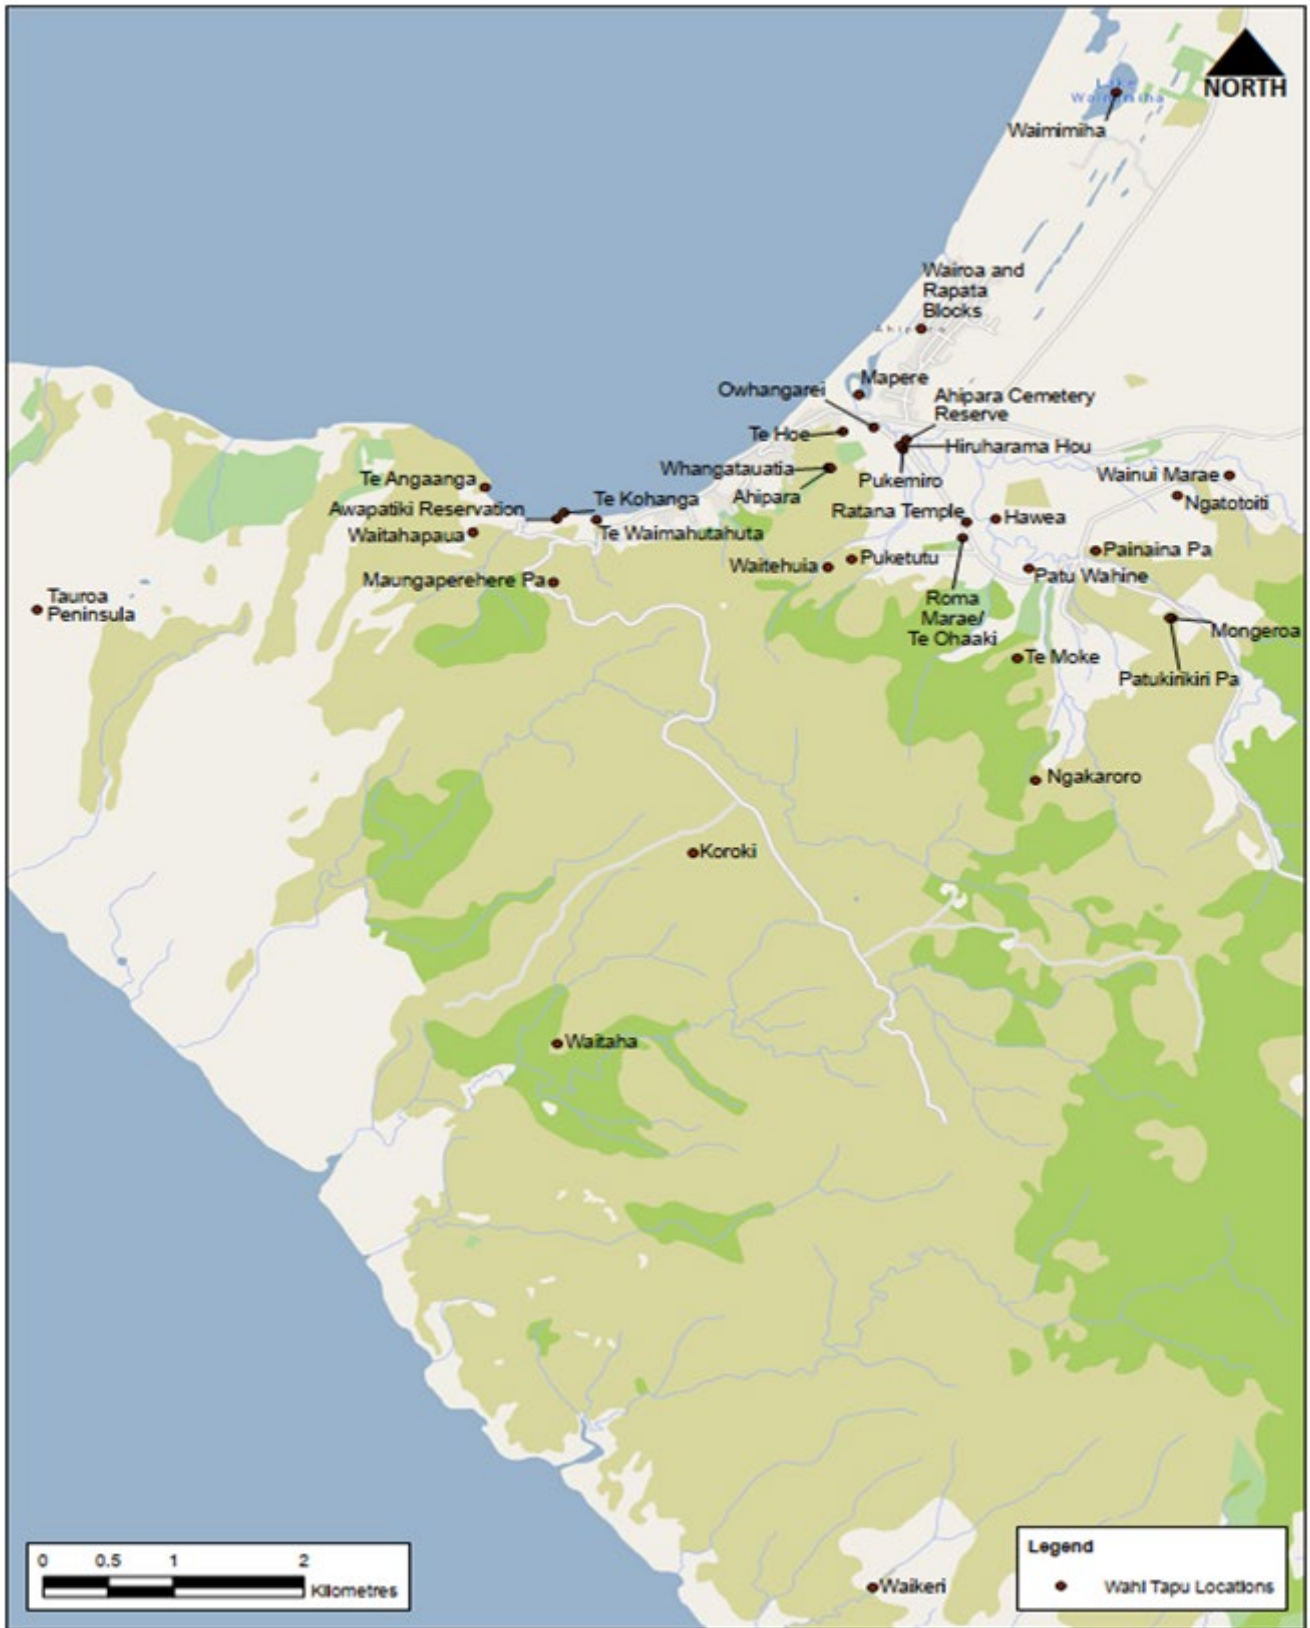 NORTH
Lake
Waimimiha
Waimimiha
Wairoa and
Rapata
Blocks
Ahipara
Mapere
Owhangarei
Ahipara Cemetery
Reserve
Te Hoe
Hiruharama Hou
Whangatauatia
Pukemiro
Wainui Marae
Te Angaanga
Ahipara
Ngatotoiti
Te Kohanga
Awapatiki Reservation
Ratana Temple
Hawea
Waitahapaua
Te Waimahutahuta
Painaina Pa
Waitehuia
Puketutu
Patu Wahine
Maungaperehere Pa
Tauroa
Peninsula
Roma
Marae/
Te Ohaaki
Mongeroa
Te Moke
Patukirikiri Pa
Ngakaroro
Koroki
Waitaha
Waikeri
0 0.5 1 2
Kilometres
Legend
Wahi Tapu Locations